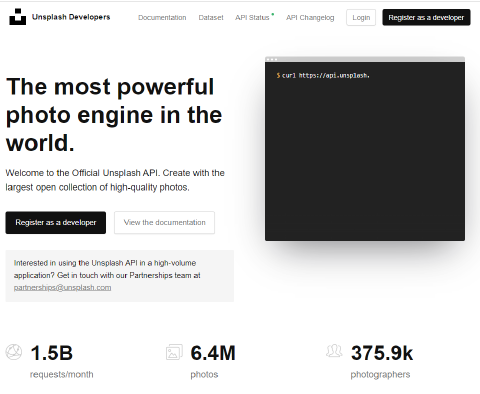 Unsplash Developers
Documentation
Dataset
API Status
API Changelog
Login
Register as a developer
The most powerful
photo engine in the
world.
Welcome to the Official Unsplash API. Create with the
largest open collection of high-quality photos.
Register as a developer
View the documentation
Interested in using the Unsplash API in a high-volume
application? Get in touch with our Partnerships team at
partnerships@unsplash.com
$ curl https://api.unsplash.
1.5B
requests/month
6.4M
photos
375.9k
photographers